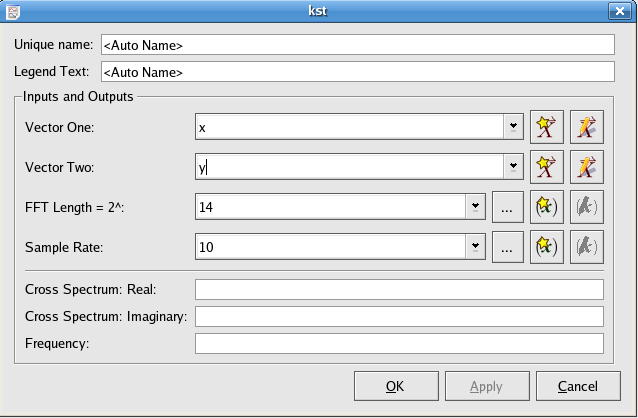 kst
Unique name: <Auto Name>
Legend Text: <Auto Name>
Inputs and Outputs
Vector One: x
Vector Two: y
FFT Length = 2^: 14 ...
Sample Rate: 10 ...
Cross Spectrum: Real:
Cross Spectrum: Imaginary:
Frequency:
OK Apply Cancel